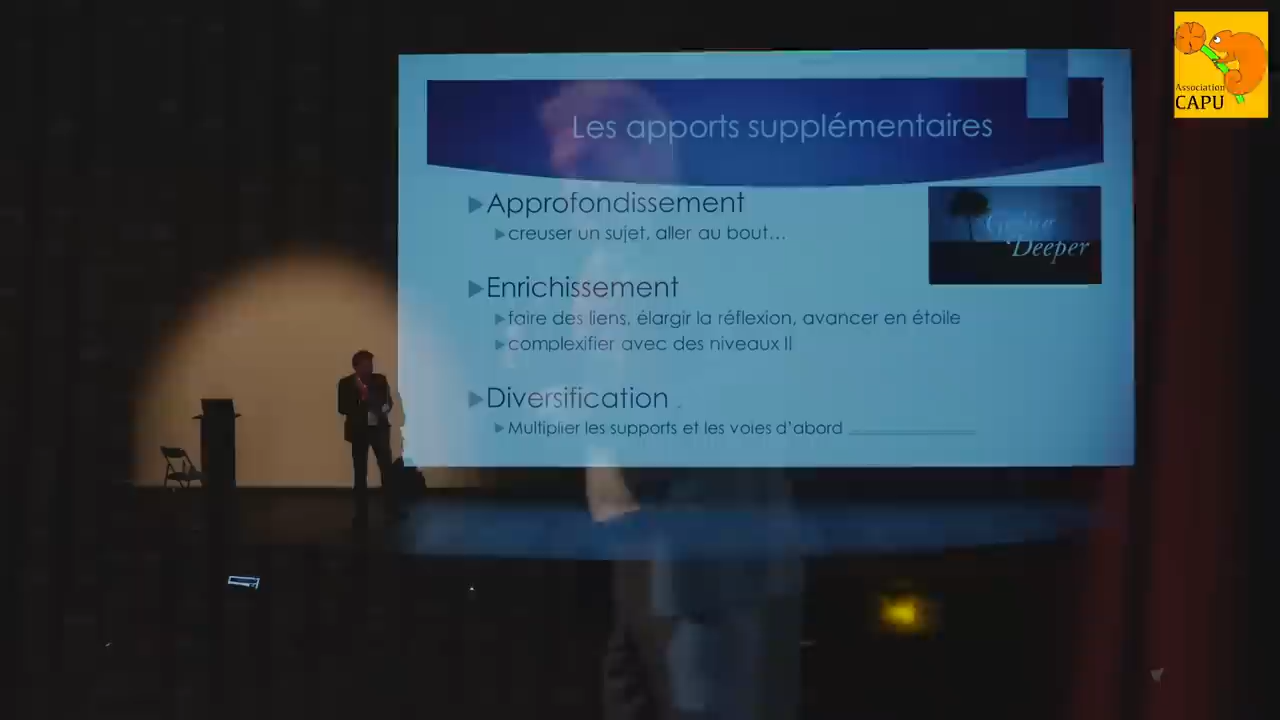 Les apports supplémentaires
Approfondissement
creuser un sujet, aller au bout...
Enrichissement
faire des liens, élargir la réflexion, avancer en étoile
complexifier avec des niveaux II
Diversification
Multiplier les supports et les voies d'abord
Going
Deeper
Association
CAPU